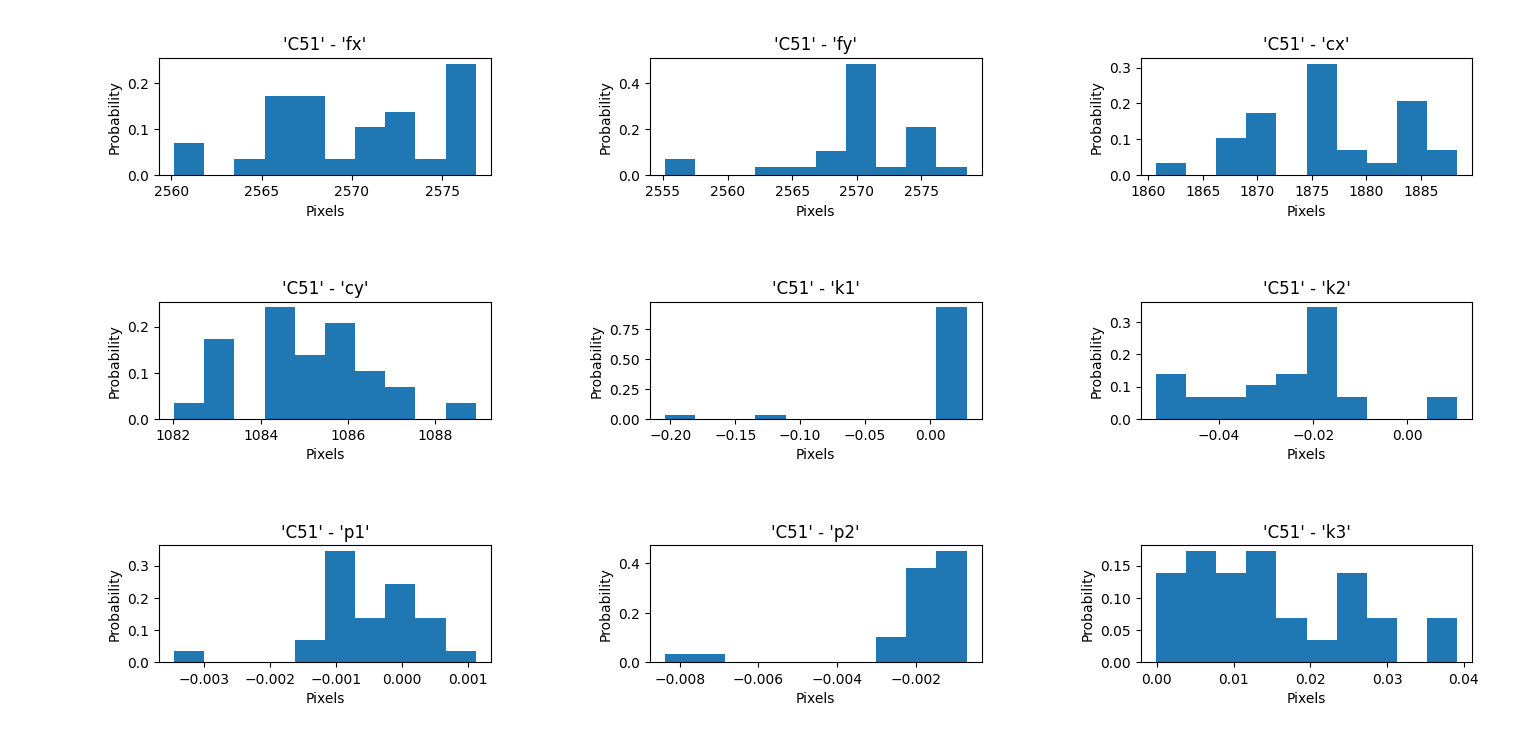 'C51' - 'fx'
Probability
0.2
0.1
0.0
2560 2565 2570 2575
Pixels
'C51' - 'fy'
Probability
0.4
0.2
0.0
2555 2560 2565 2570 2575
Pixels
'C51' - 'cx'
Probability
0.3
0.2
0.1
0.0
1860 1865 1870 1875 1880 1885
Pixels
'C51' - 'cy'
Probability
0.2
0.1
0.0
1082 1084 1086 1088
Pixels
'C51' - 'k1'
Probability
0.75
0.50
0.25
0.00
−0.20 −0.15 −0.10 −0.05 0.00
Pixels
'C51' - 'k2'
Probability
0.3
0.2
0.1
0.0
−0.04 −0.02 0.00
Pixels
'C51' - 'p1'
Probability
0.3
0.2
0.1
0.0
−0.003 −0.002 −0.001 0.000 0.001
Pixels
'C51' - 'p2'
Probability
0.4
0.2
0.0
−0.008 −0.006 −0.004 −0.002
Pixels
'C51' - 'k3'
Probability
0.15
0.10
0.05
0.00
0.00 0.01 0.02 0.03 0.04
Pixels